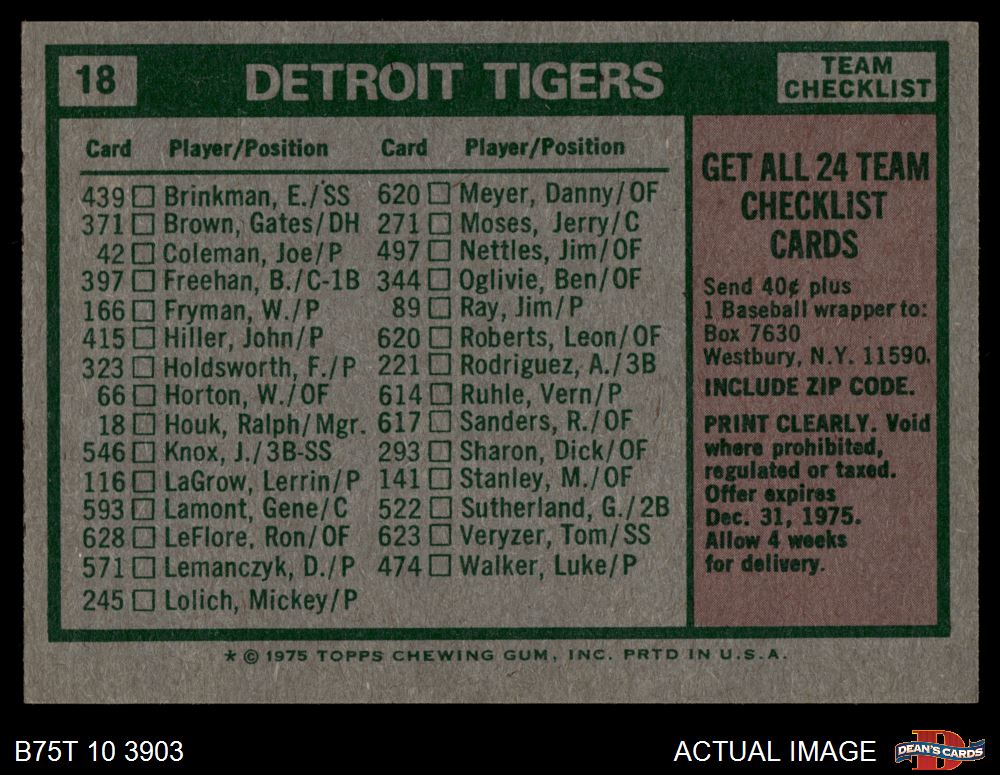 18 DETROIT TIGERS TEAM CHECKLIST
Card Player/Position Card Player/Position
439 □ Brinkman, E./SS 620 □ Meyer, Danny/OF
371 □ Brown, Gates/DH 271 □ Moses, Jerry/C
42 □ Coleman, Joe/P 497 □ Nettles, Jim/OF
397 □ Freehan, B./C-1B 344 □ Oglivie, Ben/OF
166 □ Fryman, W./P 89 □ Ray, Jim/P
415 □ Hiller, John/P 620 □ Roberts, Leon/OF
323 □ Holdsworth, F./P 221 □ Rodriguez, A./3B
66 □ Horton, W./OF 614 □ Ruhle, Vern/P
18 □ Houk, Ralph/Mgr. 617 □ Sanders, R./OF
546 □ Knox, J./3B-SS 293 □ Sharon, Dick/OF
116 □ LaGrow, Lerrin/P 141 □ Stanley, M./OF
593 □ Lamont, Gene/C 522 □ Sutherland, G./2B
628 □ LeFlore, Ron/OF 623 □ Veryzer, Tom/SS
571 □ Lemanczyk, D./P 474 □ Walker, Luke/P
245 □ Lolich, Mickey/P
GET ALL 24 TEAM
CHECKLIST
CARDS
Send 40¢ plus
1 Baseball wrapper to:
Box 7630
Westbury, N.Y. 11590.
INCLUDE ZIP CODE.
PRINT CLEARLY. Void
where prohibited,
regulated or taxed.
Offer expires
Dec. 31, 1975.
Allow 4 weeks
for delivery.
* © 1975 TOPPS CHEWING GUM, INC. PRTD IN U.S.A.
B75T 10 3903 ACTUAL IMAGE DEAN'S CARDS